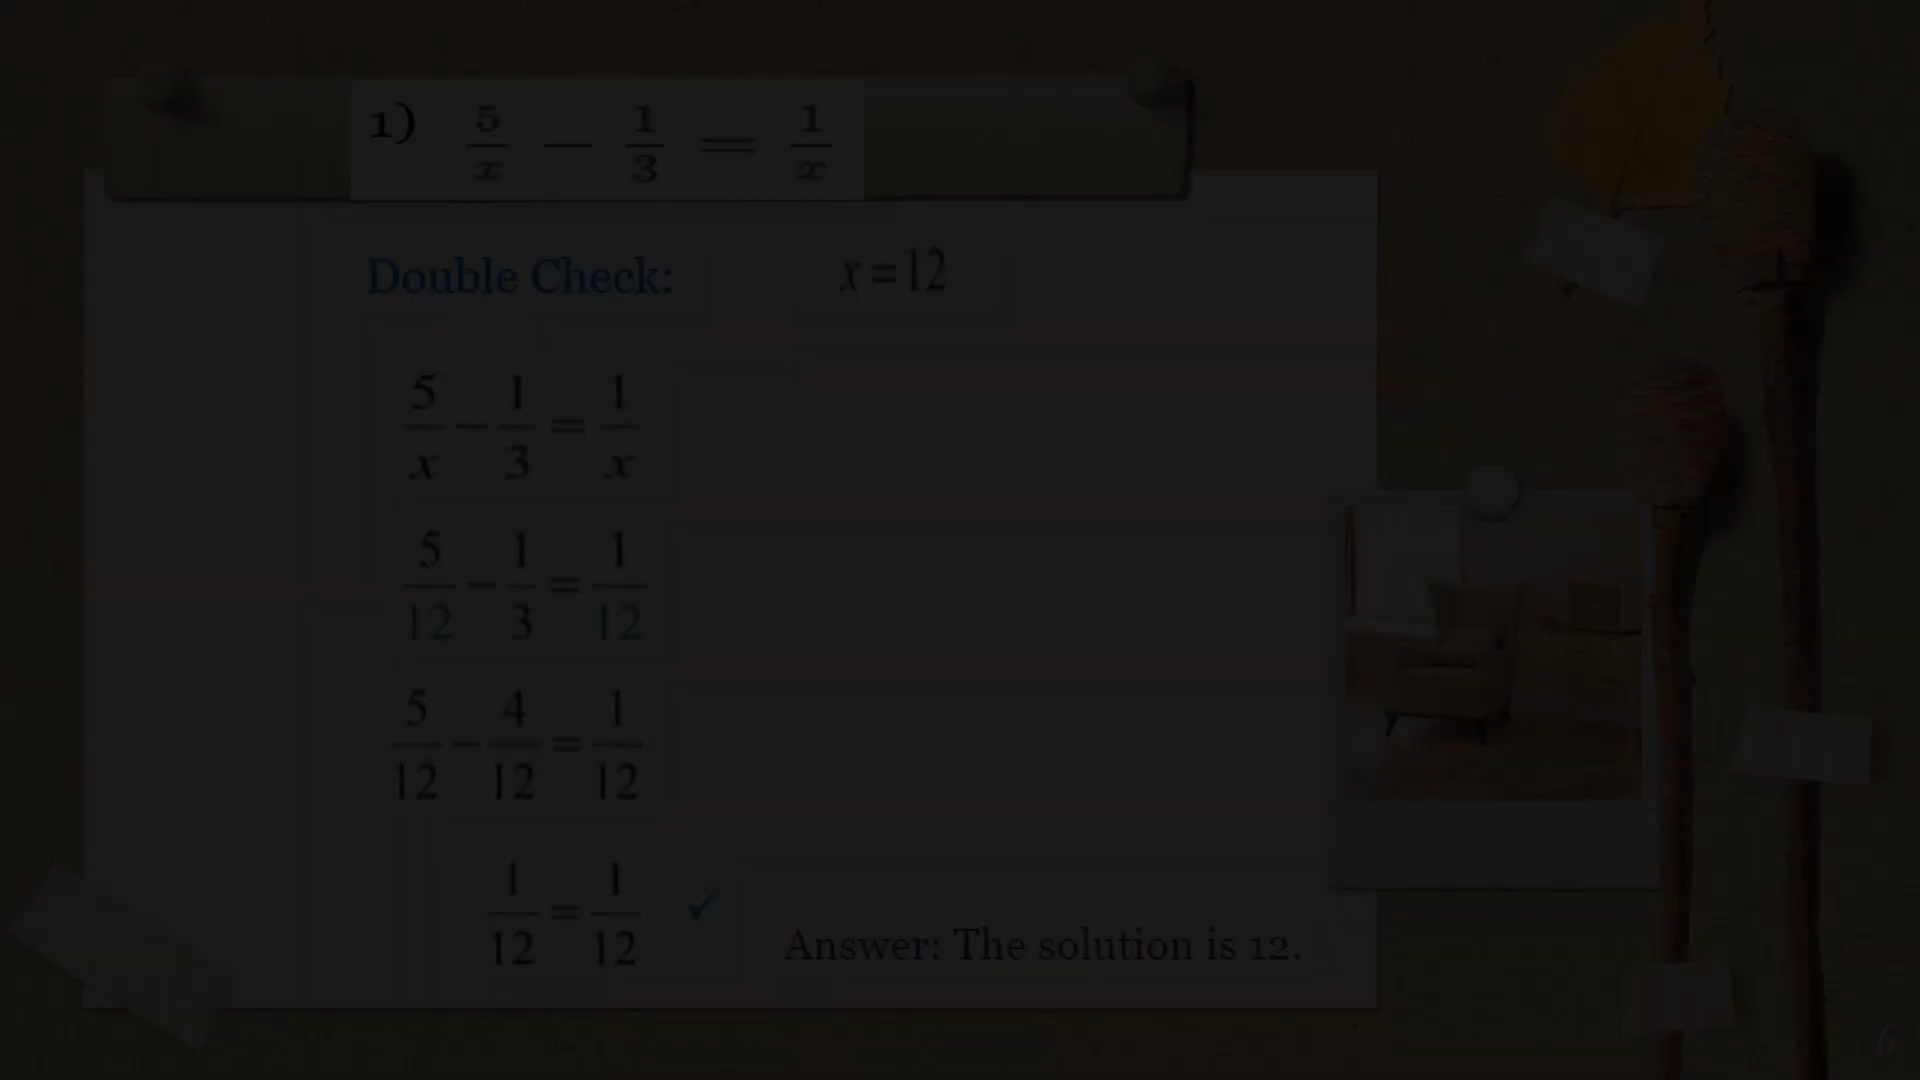 1) 5/x − 1/3 = 1/x
Double Check: x = 12
5/x − 1/3 = 1/x
5/12 − 1/3 = 1/12
5/12 − 4/12 = 1/12
1/12 = 1/12 ✓
Answer: The solution is 12.
6